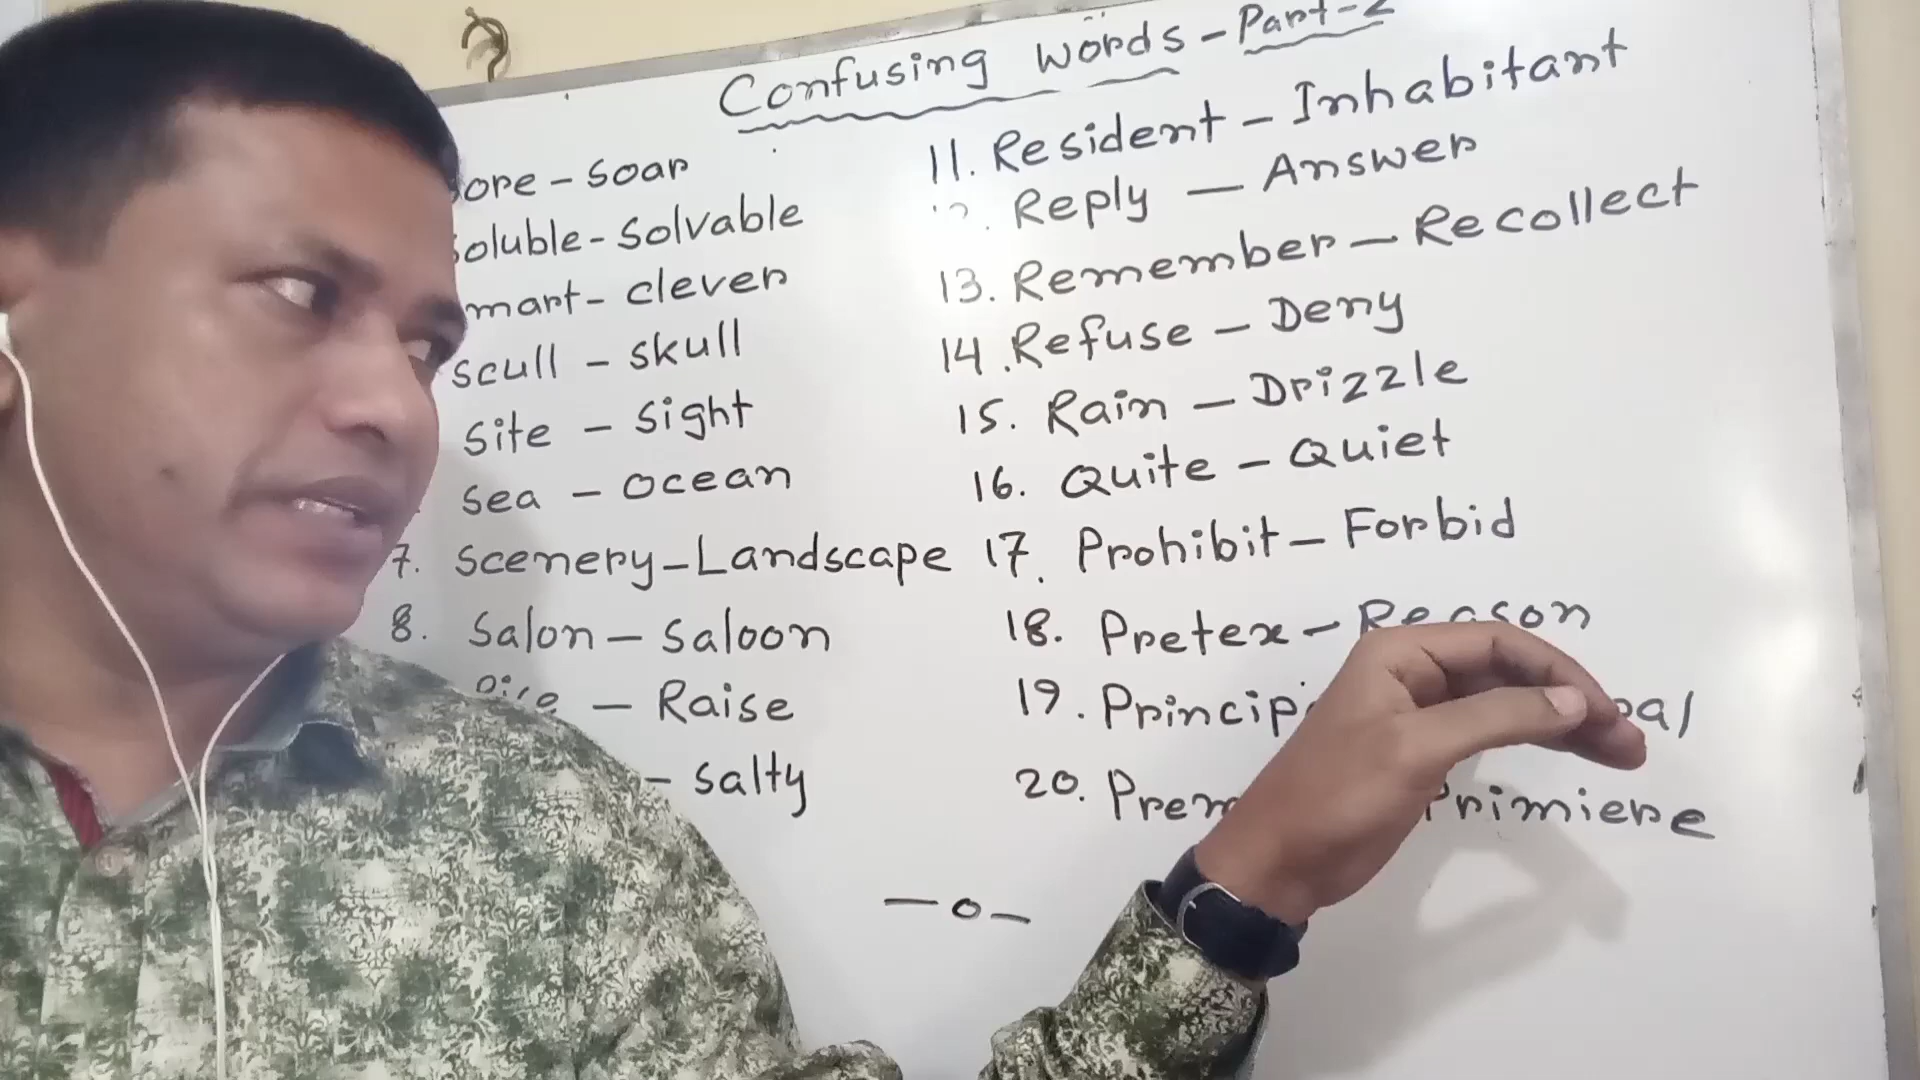 Confusing Words - Part-2
ore - Soar
oluble - Solvable
mart - clever
Scull - Skull
Site - Sight
Sea - Ocean
7. Scenery - Landscape
8. Salon - Saloon
- Raise
- Salty
11. Resident - Inhabitant
Reply - Answer
13. Remember - Recollect
14. Refuse - Deny
15. Rain - Drizzle
16. Quite - Quiet
17. Prohibit - Forbid
18. Pretex - Reason
19. Princip pal
20. Prem Primiere
-o-